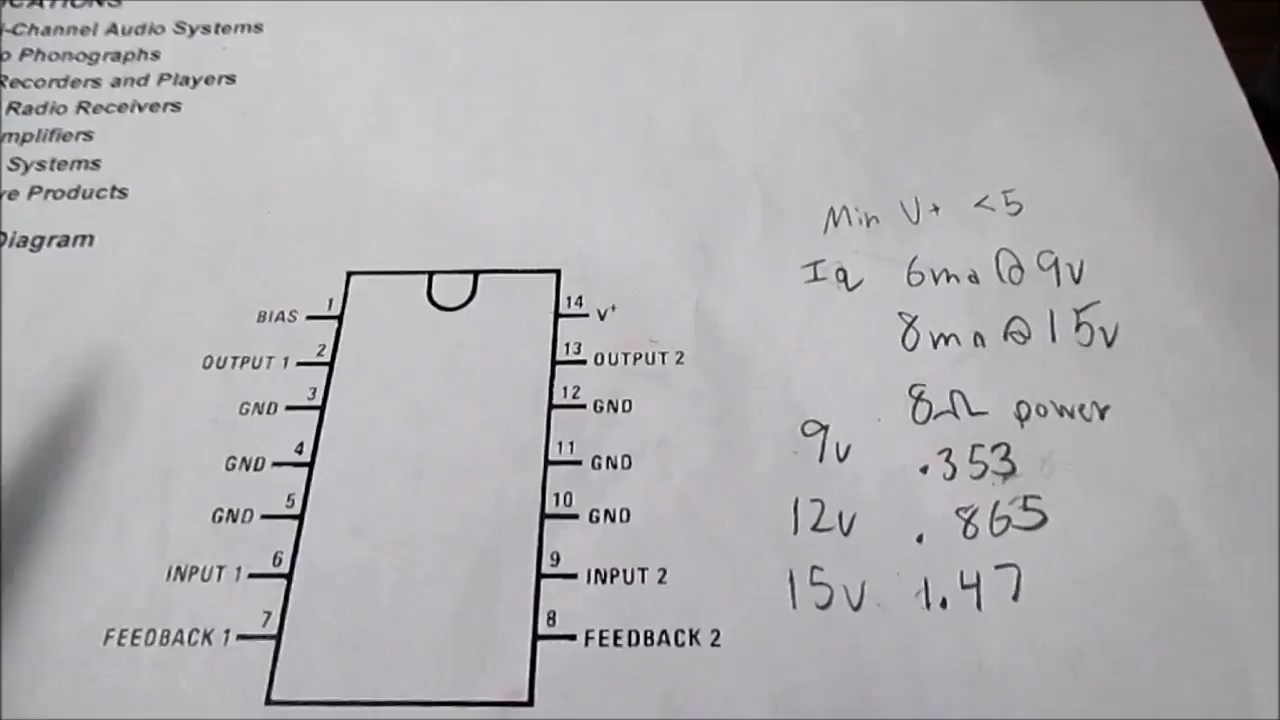 -Channel Audio Systems
o Phonographs
Recorders and Players
Radio Receivers
mplifiers
Systems
ve Products
Diagram
BIAS 1
OUTPUT 1 2
GND 3
GND 4
GND 5
INPUT 1 6
FEEDBACK 1 7
14 V+
13 OUTPUT 2
12 GND
11 GND
10 GND
9 INPUT 2
8 FEEDBACK 2
Min V+ <5
Iq 6ma @ 9v
8ma @ 15v
8Ω power
9v .353
12v .865
15v 1.47